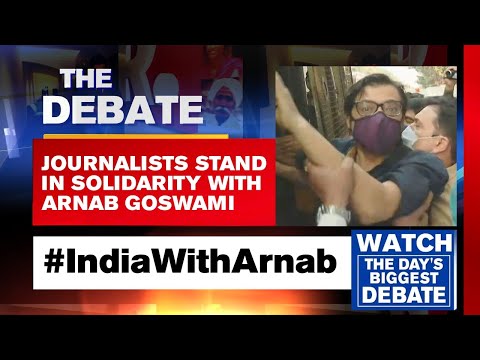 THE
DEBATE
JOURNALISTS STAND
IN SOLIDARITY WITH
ARNAB GOSWAMI
#IndiaWithArnab
WATCH
THE DAY'S
BIGGEST
DEBATE